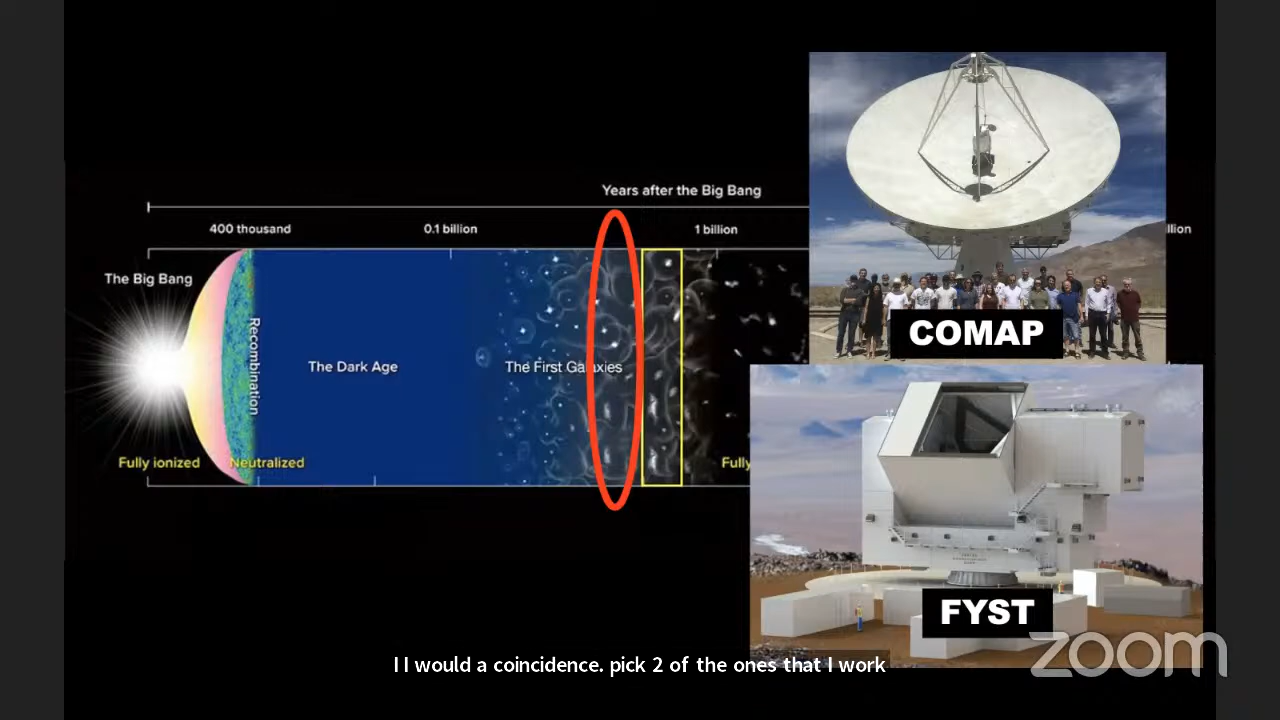 Years after the Big Bang
400 thousand
0.1 billion
1 billion
llion
The Big Bang
Recombination
The Dark Age
The First Galaxies
Fully ionized
Neutralized
Fully
COMAP
FYST
I I would a coincidence. pick 2 of the ones that I work
zoom